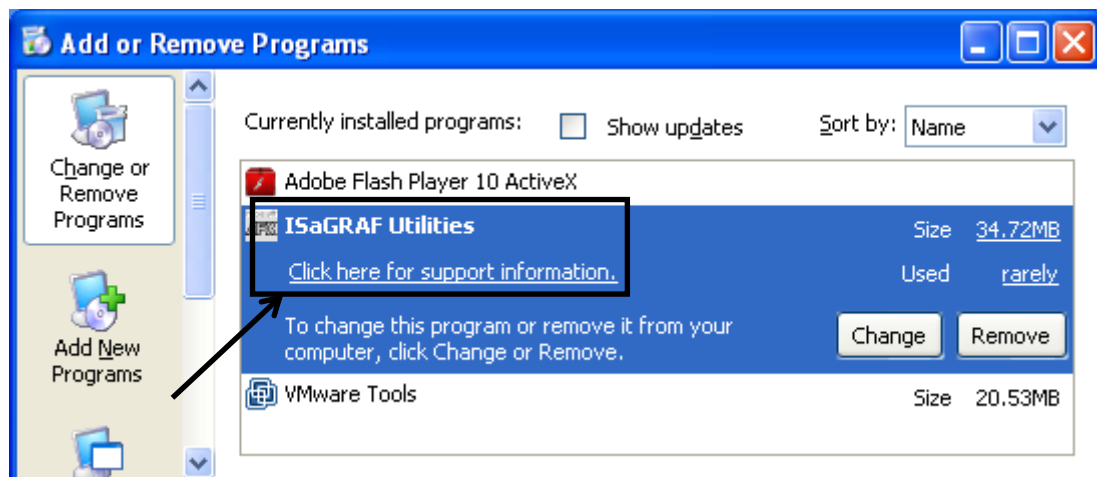 Add or Remove Programs
Change or
Remove
Programs
Add New
Programs
Currently installed programs: Show updates Sort by: Name
Adobe Flash Player 10 ActiveX
ISaGRAF Utilities Size 34.72MB
Click here for support information. Used rarely
To change this program or remove it from your
computer, click Change or Remove.
Change Remove
VMware Tools Size 20.53MB